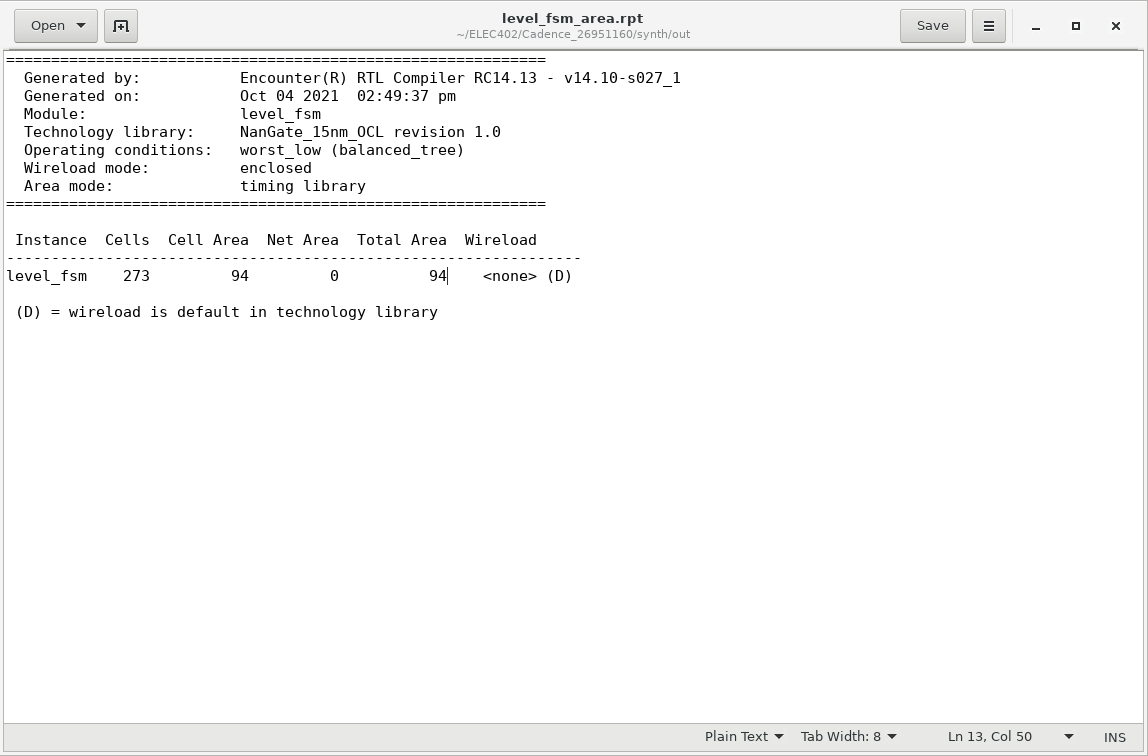 Open
level_fsm_area.rpt
~/ELEC402/Cadence_26951160/synth/out
Save
============================================================
  Generated by:           Encounter(R) RTL Compiler RC14.13 - v14.10-s027_1
  Generated on:           Oct 04 2021  02:49:37 pm
  Module:                 level_fsm
  Technology library:     NanGate_15nm_OCL revision 1.0
  Operating conditions:   worst_low (balanced_tree)
  Wireload mode:          enclosed
  Area mode:              timing library
============================================================
 Instance  Cells  Cell Area  Net Area  Total Area  Wireload
----------------------------------------------------------------
level_fsm    273         94         0          94    <none> (D)
 (D) = wireload is default in technology library
Plain Text  Tab Width: 8  Ln 13, Col 50  INS